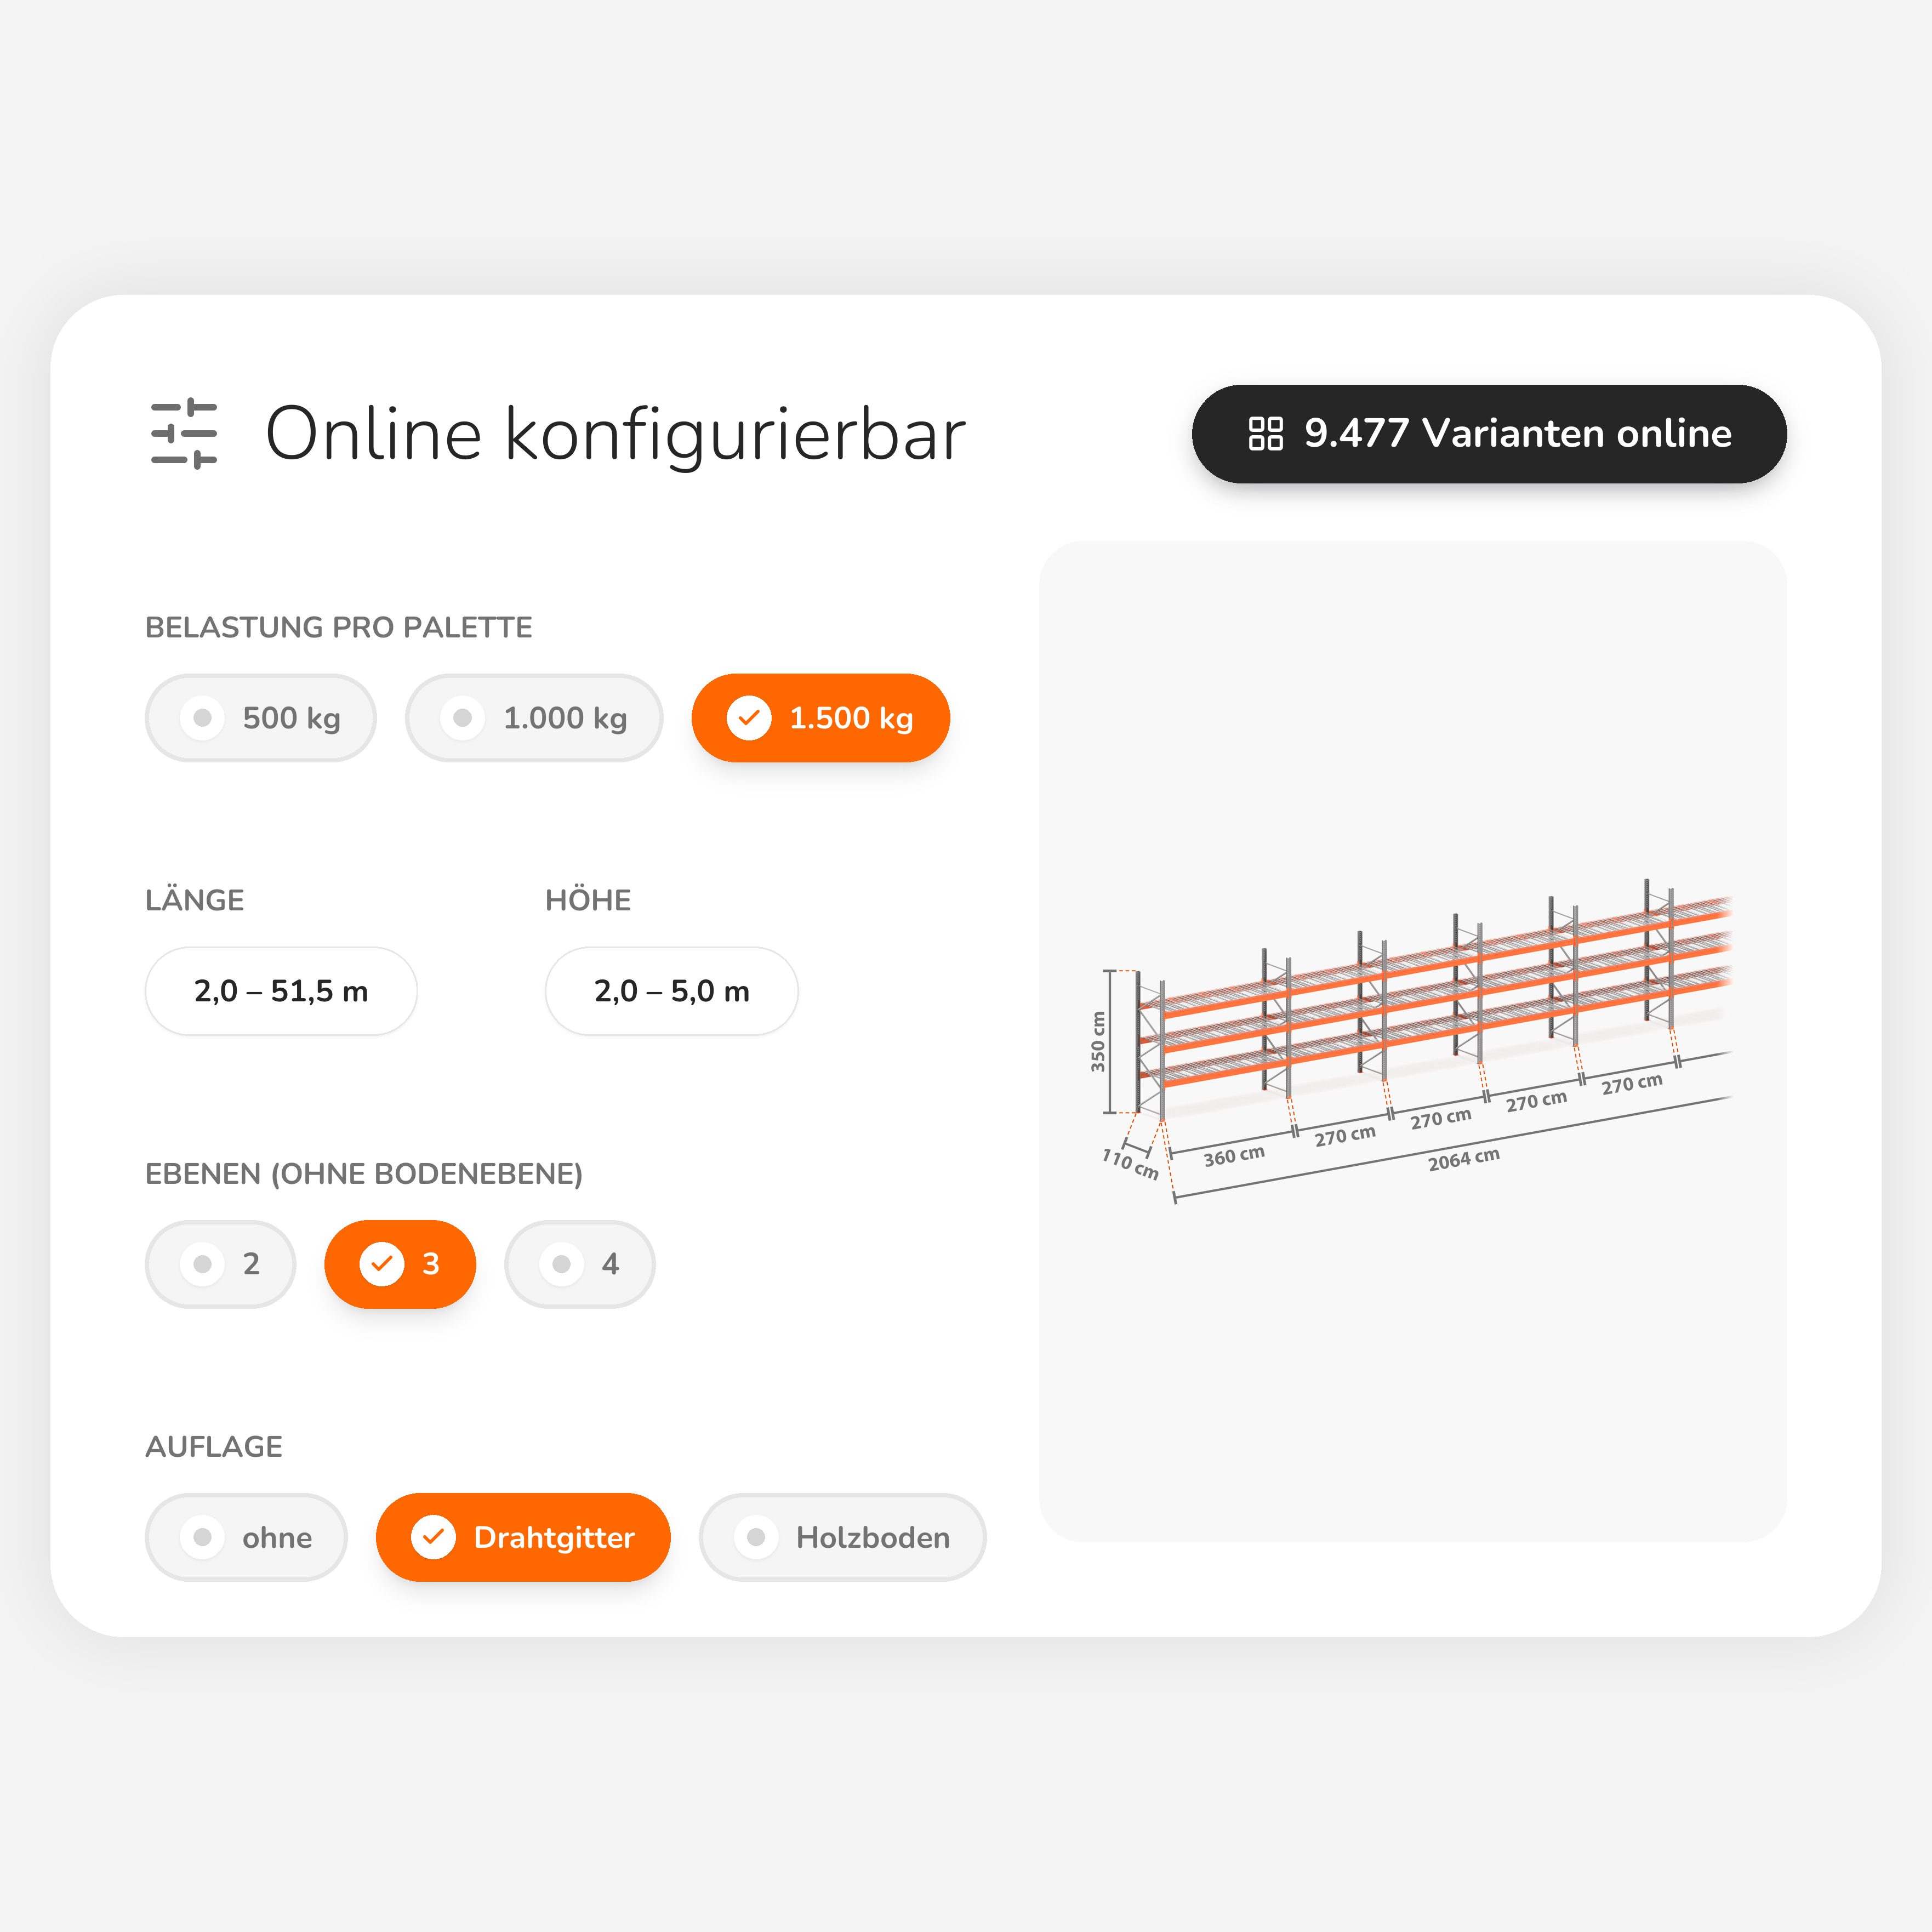 Online konfigurierbar
9.477 Varianten online
BELASTUNG PRO PALETTE
500 kg
1.000 kg
1.500 kg
LÄNGE
HÖHE
2,0 – 51,5 m
2,0 – 5,0 m
EBENEN (OHNE BODENEBENE)
2
3
4
AUFLAGE
ohne
Drahtgitter
Holzboden
350 cm
110 cm
360 cm
270 cm
270 cm
270 cm
270 cm
2064 cm